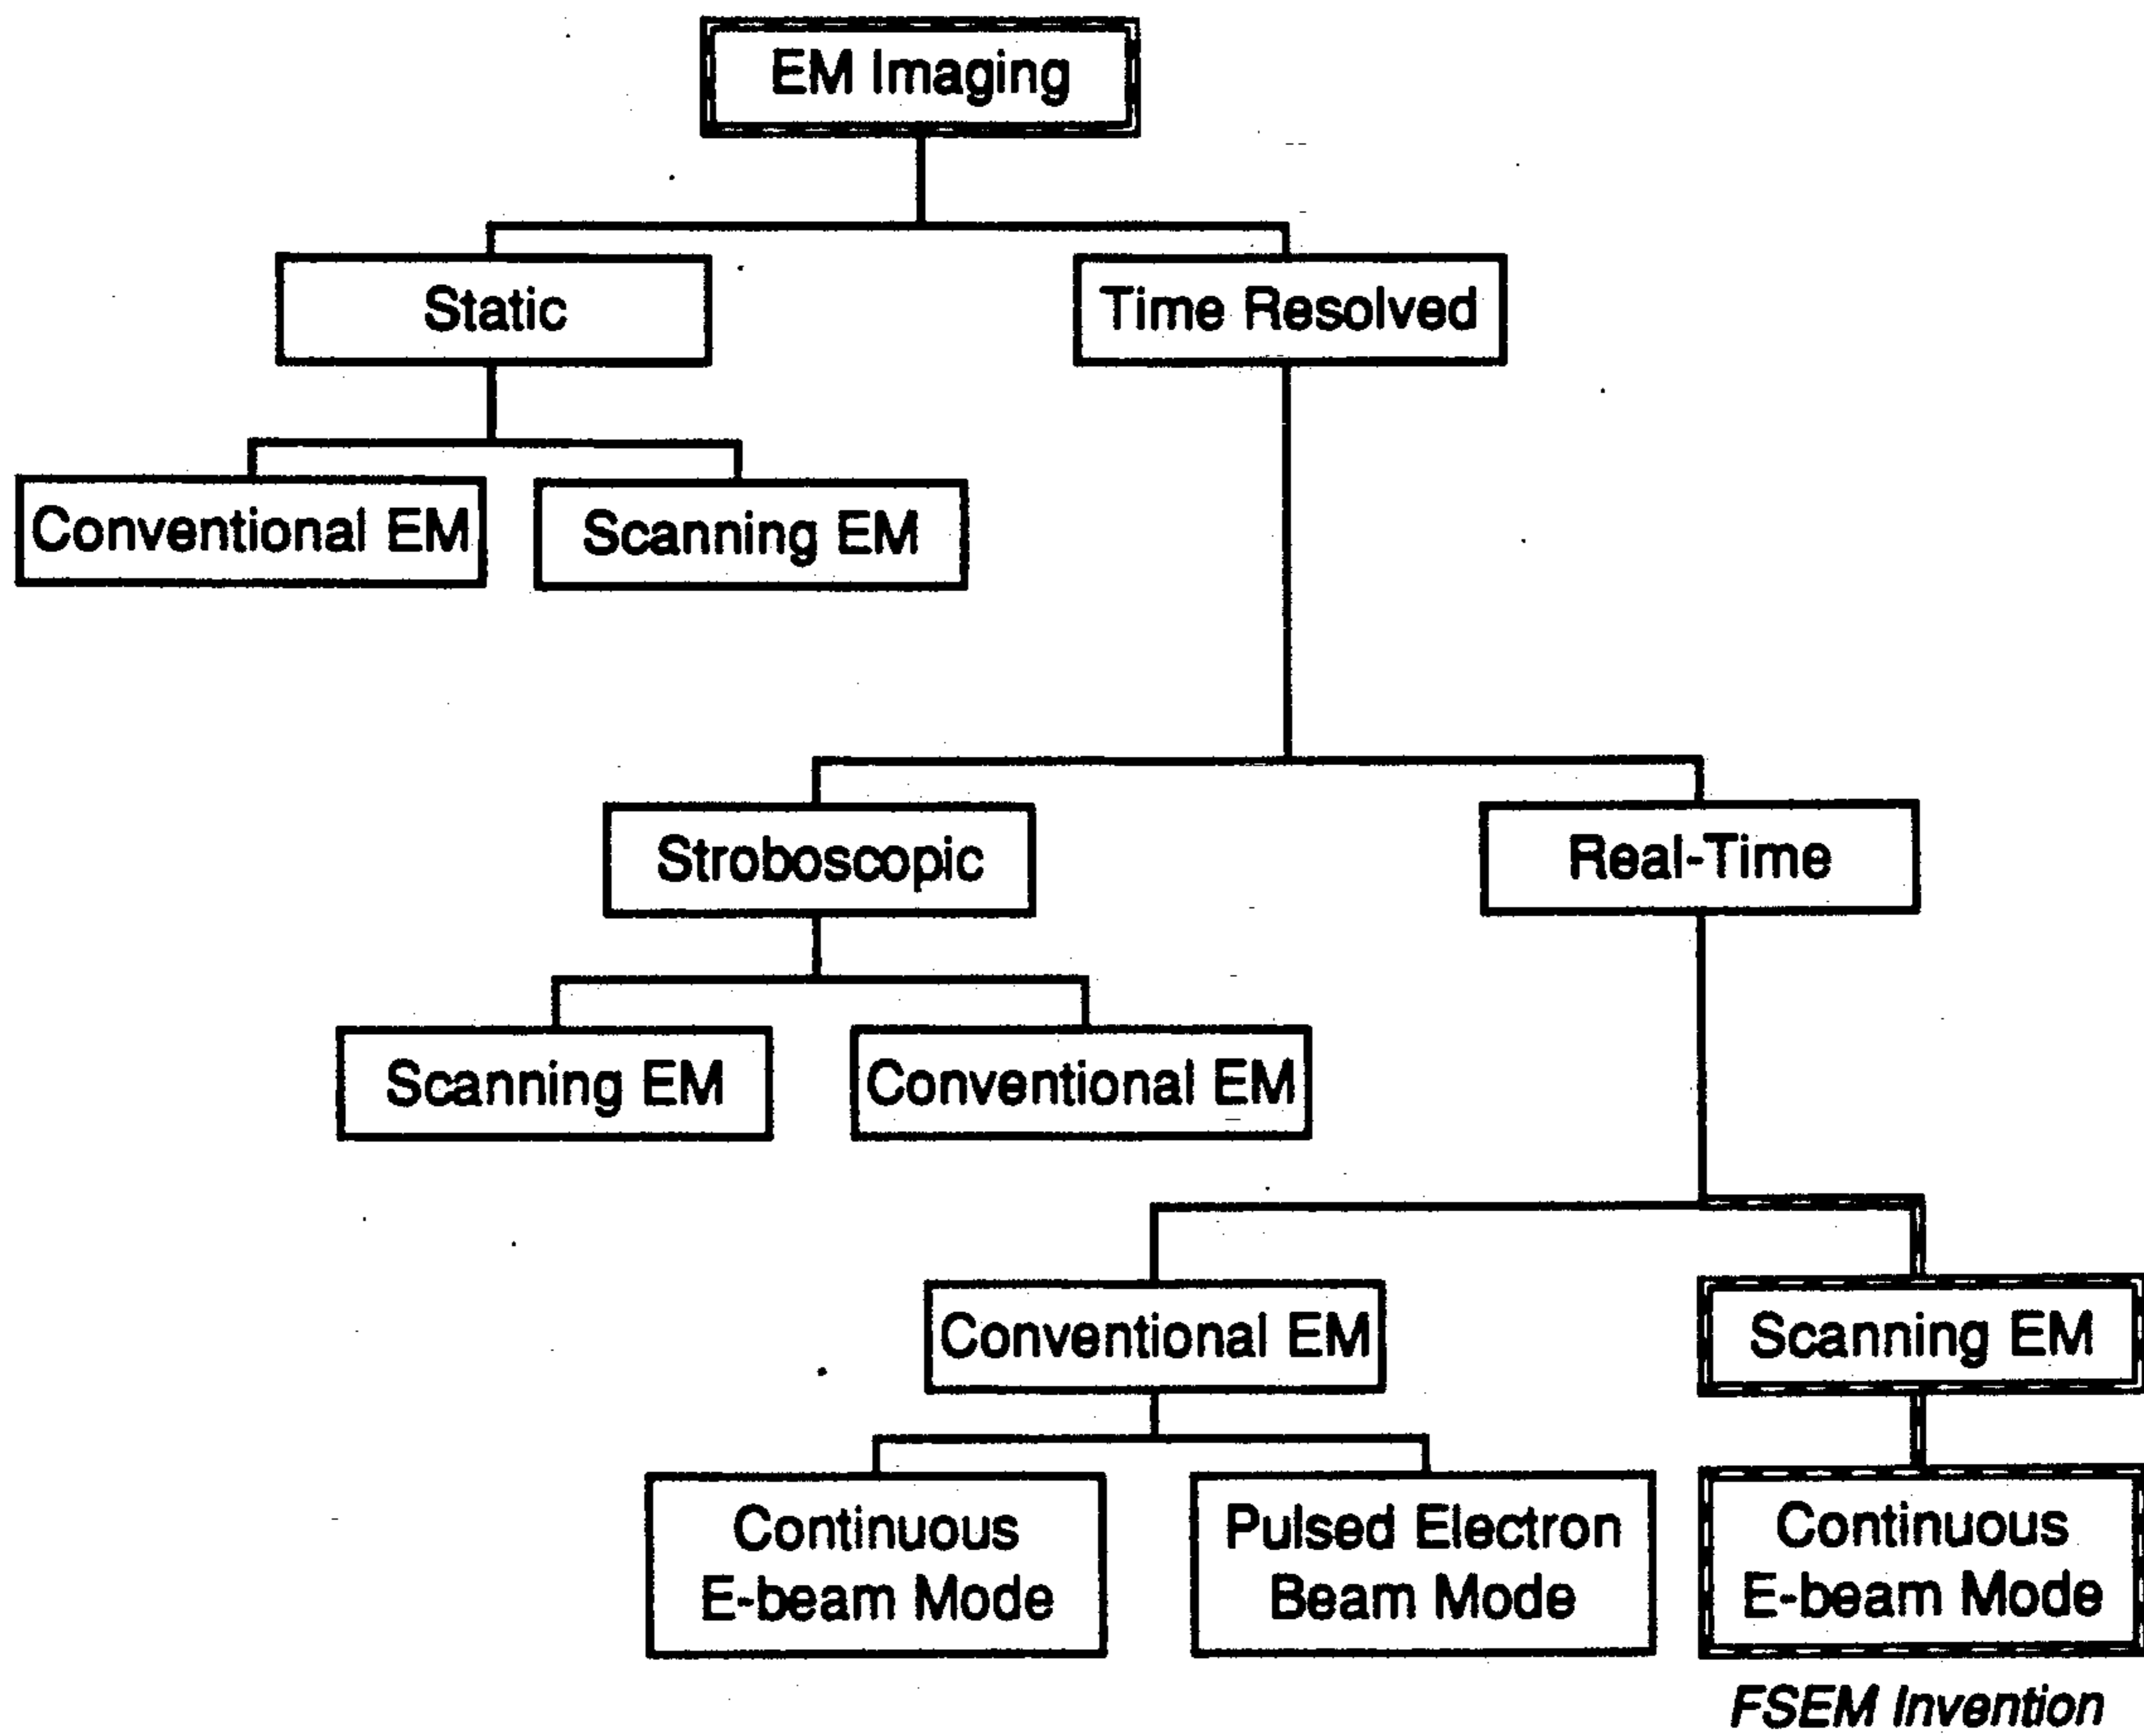 EM Imaging
Static
Time Resolved
Conventional EM
Scanning EM
Stroboscopic
Real-Time
Scanning EM
Conventional EM
Conventional EM
Scanning EM
Continuous
E-beam Mode
Pulsed Electron
Beam Mode
Continuous
E-beam Mode
FSEM Invention